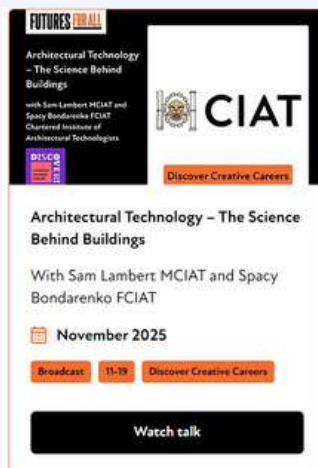 FUTURES FOR ALL
Architectural Technology
– The Science Behind
Buildings
with Sam Lambert MCIAT and
Spacy Bondarenko FCIAT
Chartered Institute of
Architectural Technologists
DISCO
VER
CIAT
Discover Creative Careers
Architectural Technology – The Science
Behind Buildings
With Sam Lambert MCIAT and Spacy
Bondarenko FCIAT
November 2025
Broadcast
11-19
Discover Creative Careers
Watch talk